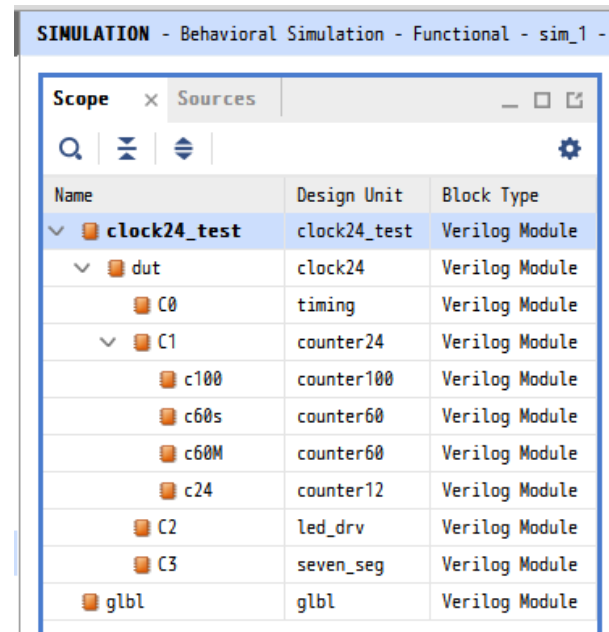 SIMULATION - Behavioral Simulation - Functional - sim_1 -
Scope × Sources
Name Design Unit Block Type
clock24_test clock24_test Verilog Module
dut clock24 Verilog Module
C0 timing Verilog Module
C1 counter24 Verilog Module
c100 counter100 Verilog Module
c60s counter60 Verilog Module
c60M counter60 Verilog Module
c24 counter12 Verilog Module
C2 led_drv Verilog Module
C3 seven_seg Verilog Module
glbl glbl Verilog Module